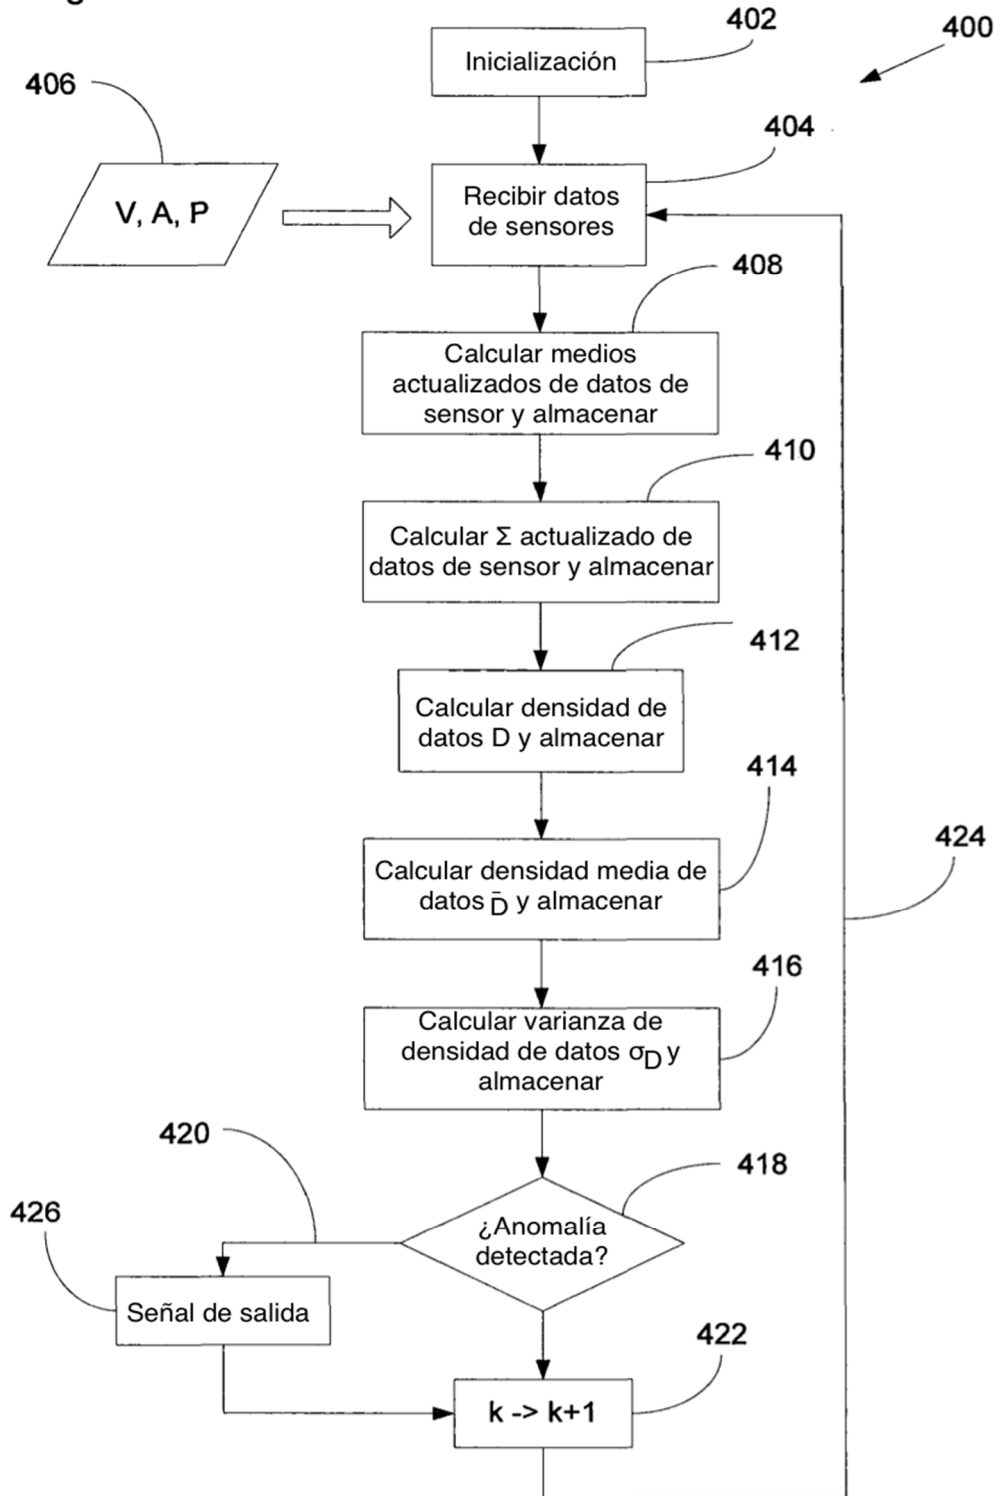 402
Inicialización
400
406
404
V, A, P
Recibir datos
de sensores
408
Calcular medios
actualizados de datos de
sensor y almacenar
410
Calcular Σ actualizado de
datos de sensor y almacenar
412
Calcular densidad de
datos D y almacenar
414
Calcular densidad media de
datos D̄ y almacenar
424
416
Calcular varianza de
densidad de datos σD y
almacenar
420
418
¿Anomalía
detectada?
426
Señal de salida
422
k -> k+1